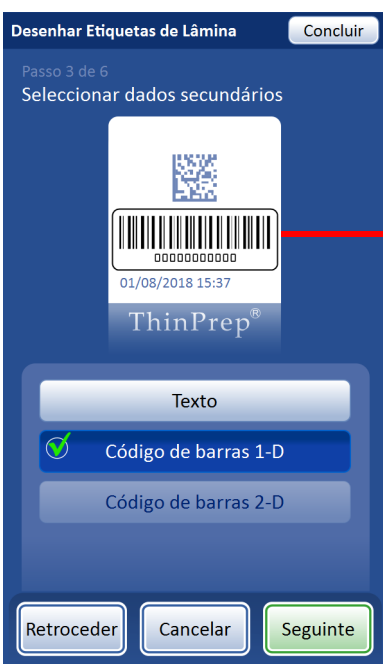 Desenhar Etiquetas de Lâmina
Concluir
Passo 3 de 6
Seleccionar dados secundários
00000000000
01/08/2018 15:37
ThinPrep®
Texto
Código de barras 1-D
Código de barras 2-D
Retroceder
Cancelar
Seguinte